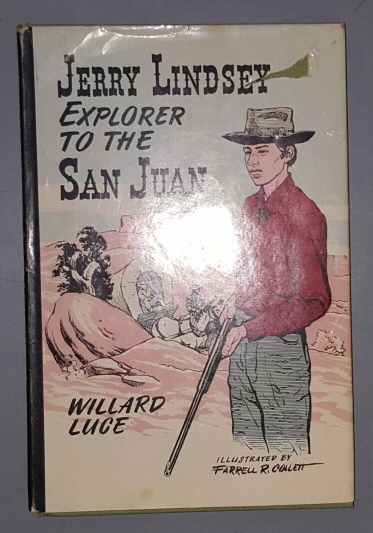 JERRY LINDSEY
EXPLORER
TO THE
SAN JUAN
WILLARD
LUCE
ILLUSTRATED BY
FARRELL R. COLLETT